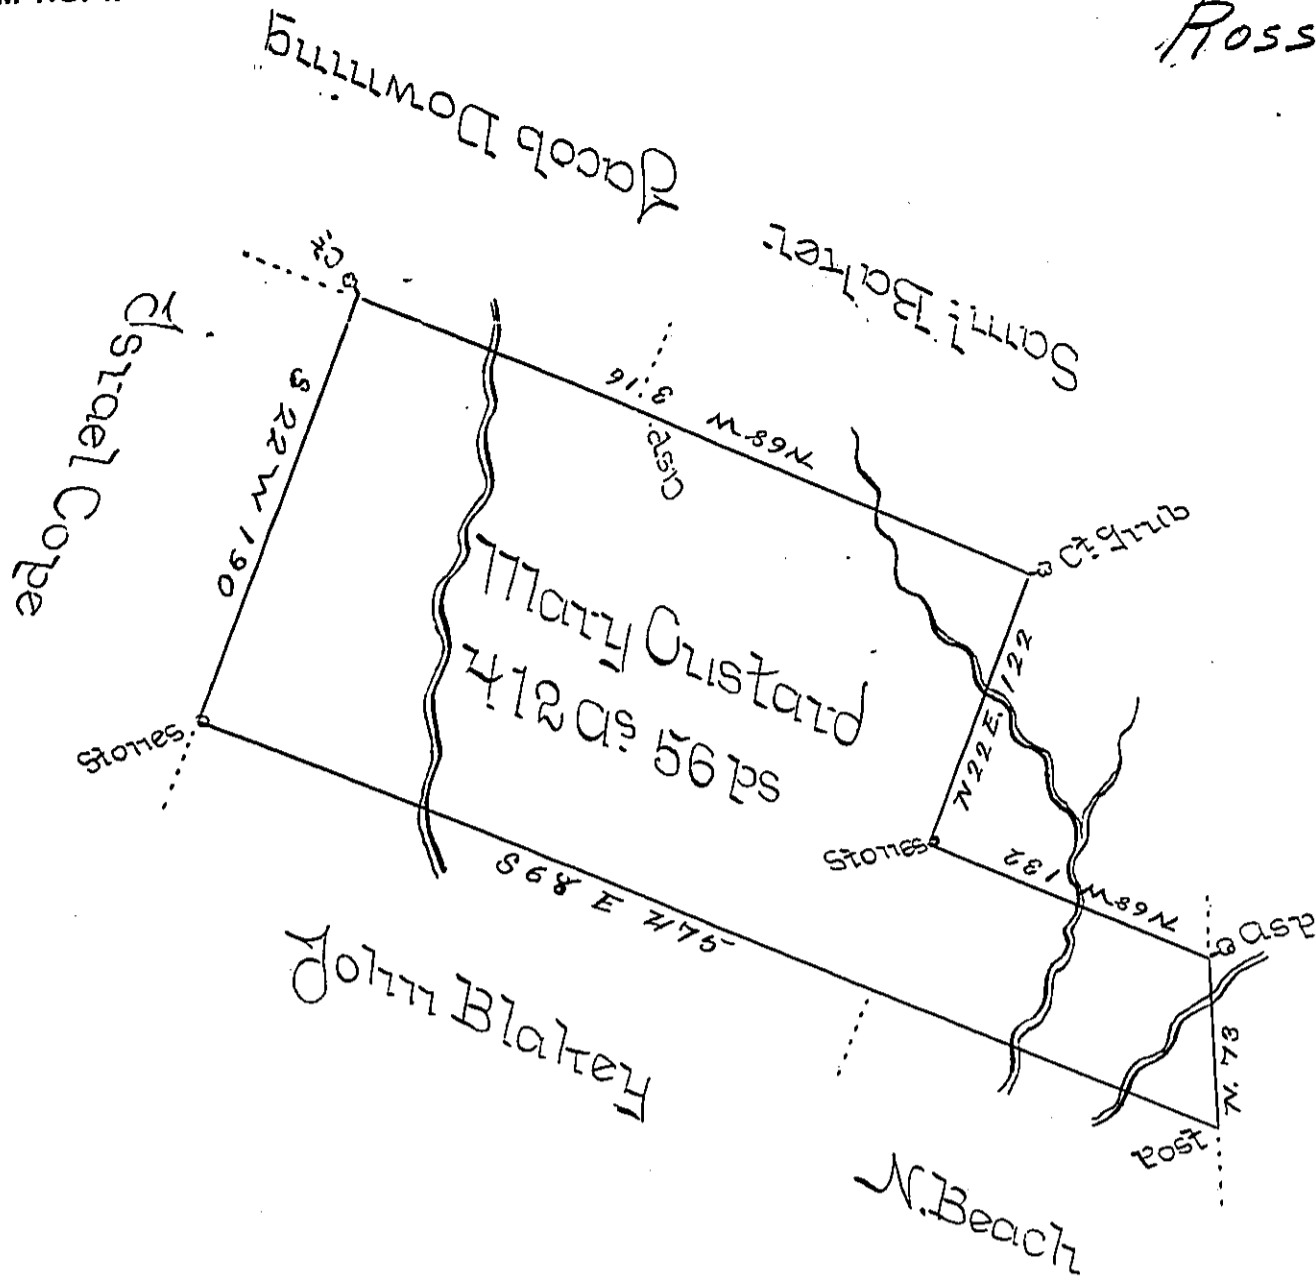 Ross
Jacob Downing
Saml. Baker
Israel Cope
Ct.
S 22 W 190
316
N 68 W
asp.
Ct grub
Mary Custard
412 as. 56 ps
N 22 E. 122
Stones
Stones
N 68 W 132
asp
S 68 E 475
N. 73
Post
John Blakey
N. Beach